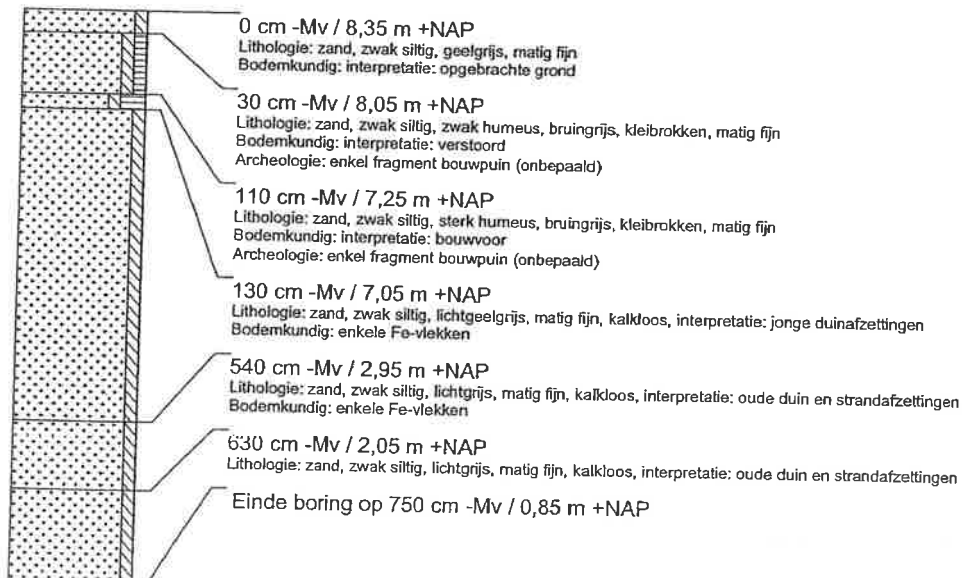 0 cm -Mv / 8,35 m +NAP
Lithologie: zand, zwak siltig, geelgrijs, matig fijn
Bodemkundig: interpretatie: opgebrachte grond
30 cm -Mv / 8,05 m +NAP
Lithologie: zand, zwak siltig, zwak humeus, bruingrijs, kleibrokken, matig fijn
Bodemkundig: interpretatie: verstoord
Archeologie: enkel fragment bouwpuin (onbepaald)
110 cm -Mv / 7,25 m +NAP
Lithologie: zand, zwak siltig, sterk humeus, bruingrijs, kleibrokken, matig fijn
Bodemkundig: interpretatie: bouwvoor
Archeologie: enkel fragment bouwpuin (onbepaald)
130 cm -Mv / 7,05 m +NAP
Lithologie: zand, zwak siltig, lichtgeelgrijs, matig fijn, kalkloos, interpretatie: jonge duinafzettingen
Bodemkundig: enkele Fe-vlekken
540 cm -Mv / 2,95 m +NAP
Lithologie: zand, zwak siltig, lichtgrijs, matig fijn, kalkloos, interpretatie: oude duin en strandafzettingen
Bodemkundig: enkele Fe-vlekken
630 cm -Mv / 2,05 m +NAP
Lithologie: zand, zwak siltig, lichtgrijs, matig fijn, kalkloos, interpretatie: oude duin en strandafzettingen
Einde boring op 750 cm -Mv / 0,85 m +NAP